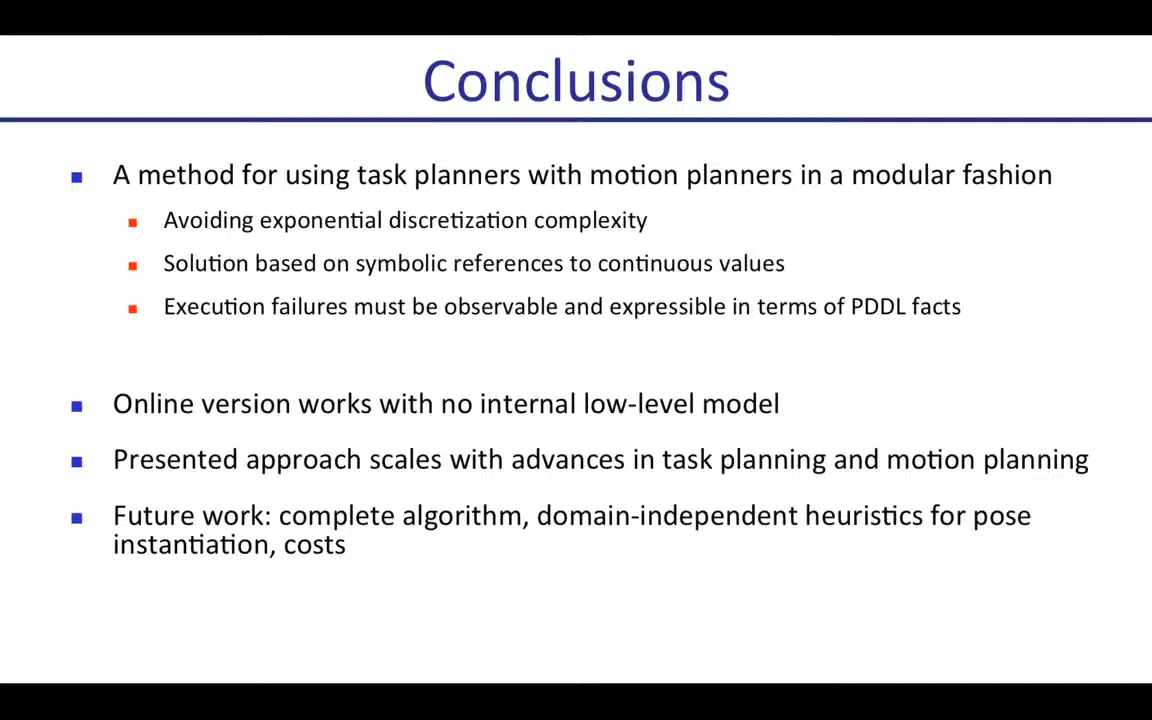 Conclusions
A method for using task planners with motion planners in a modular fashion
Avoiding exponential discretization complexity
Solution based on symbolic references to continuous values
Execution failures must be observable and expressible in terms of PDDL facts
Online version works with no internal low-level model
Presented approach scales with advances in task planning and motion planning
Future work: complete algorithm, domain-independent heuristics for pose
instantiation, costs